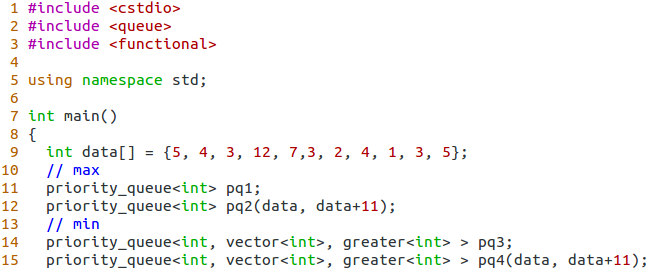 1 #include <cstdio>
2 #include <queue>
3 #include <functional>
4
5 using namespace std;
6
7 int main()
8 {
9   int data[] = {5, 4, 3, 12, 7,3, 2, 4, 1, 3, 5};
10   // max
11   priority_queue<int> pq1;
12   priority_queue<int> pq2(data, data+11);
13   // min
14   priority_queue<int, vector<int>, greater<int> > pq3;
15   priority_queue<int, vector<int>, greater<int> > pq4(data, data+11);